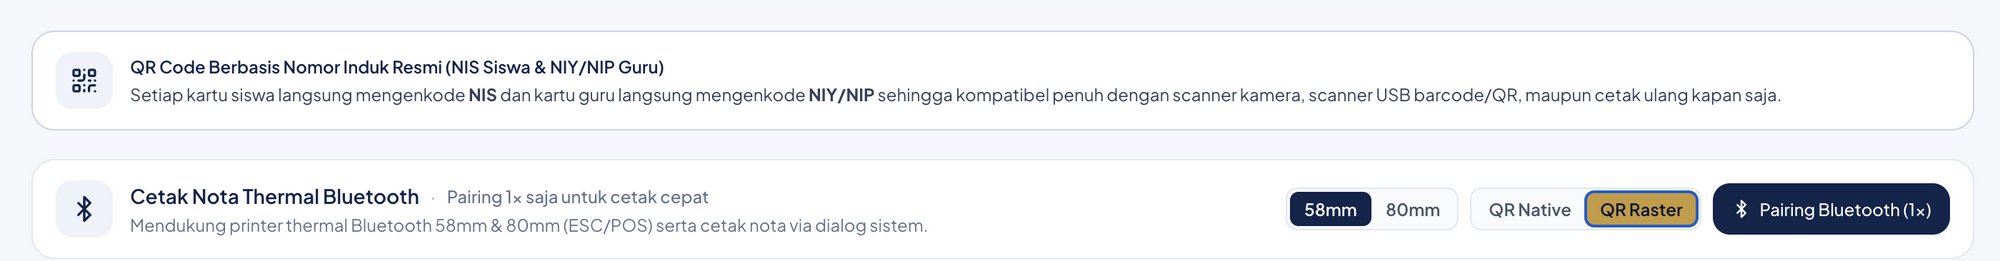 QR Code Berbasis Nomor Induk Resmi (NIS Siswa & NIY/NIP Guru)
Setiap kartu siswa langsung mengenkode NIS dan kartu guru langsung mengenkode NIY/NIP sehingga kompatibel penuh dengan scanner kamera, scanner USB barcode/QR, maupun cetak ulang kapan saja.
Cetak Nota Thermal Bluetooth · Pairing 1× saja untuk cetak cepat
Mendukung printer thermal Bluetooth 58mm & 80mm (ESC/POS) serta cetak nota via dialog sistem.
58mm 80mm QR Native QR Raster Pairing Bluetooth (1×)